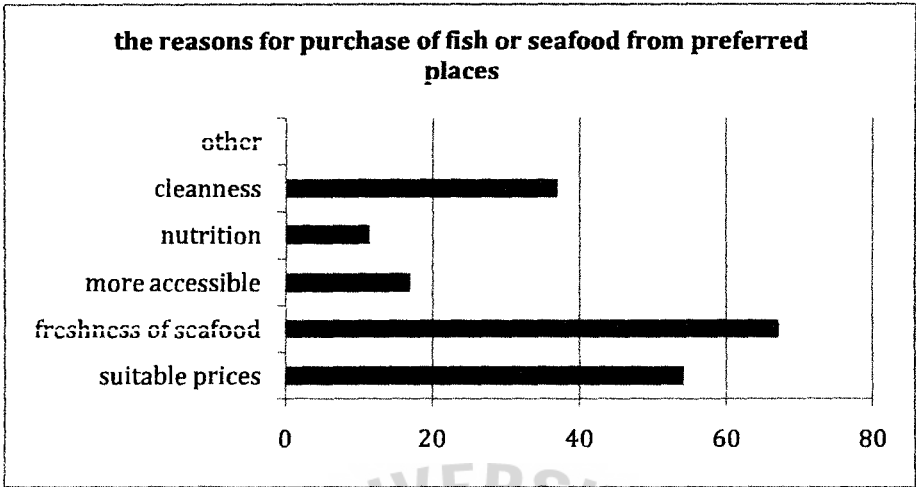 the reasons for purchase of fish or seafood from preferred
places
other
cleanness
nutrition
more accessible
freshness of seafood
suitable prices
0 20 40 60 80